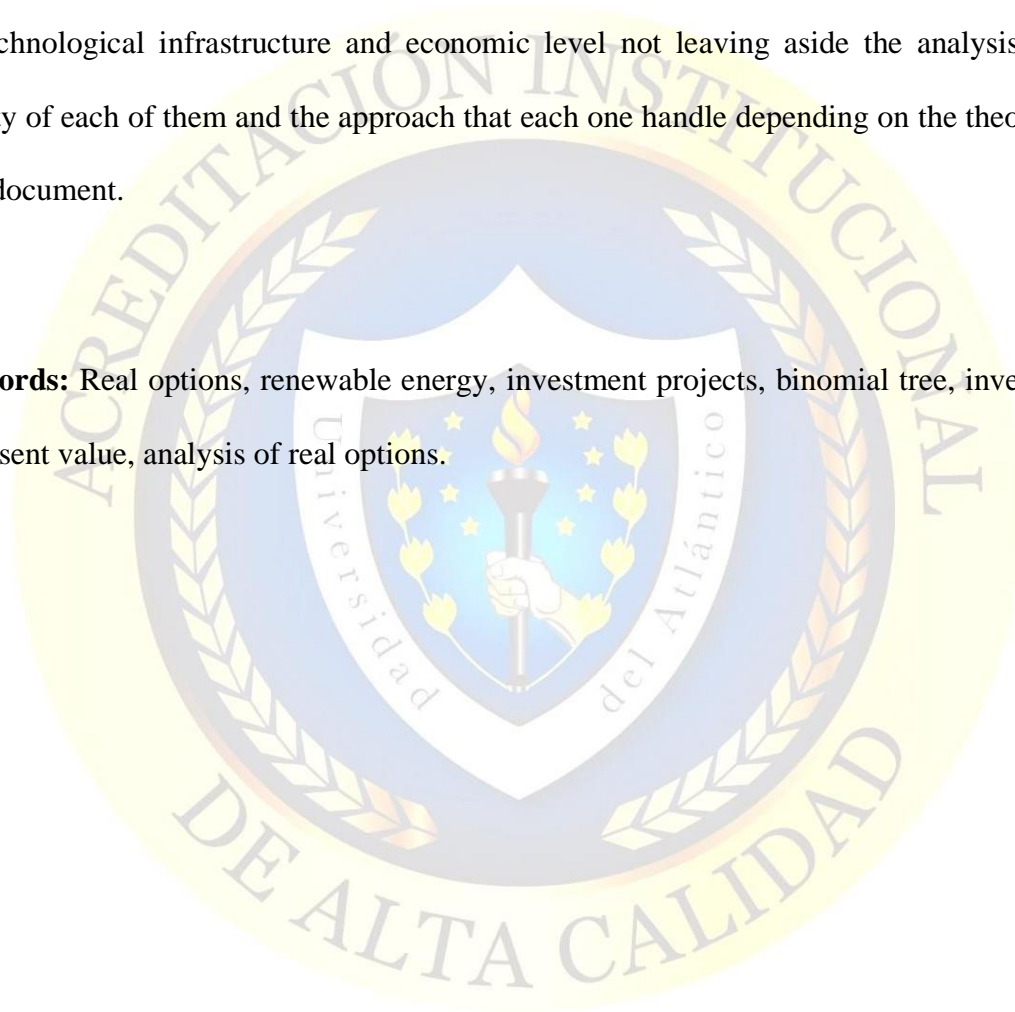 chnological infrastructure and economic level not leaving aside the analysis
y of each of them and the approach that each one handle depending on the theo
document.
ords: Real options, renewable energy, investment projects, binomial tree, inve
sent value, analysis of real options.
ACREDITACIÓN INSTITUCIONAL
Universidad
del Atlántico
DE ALTA CALIDAD